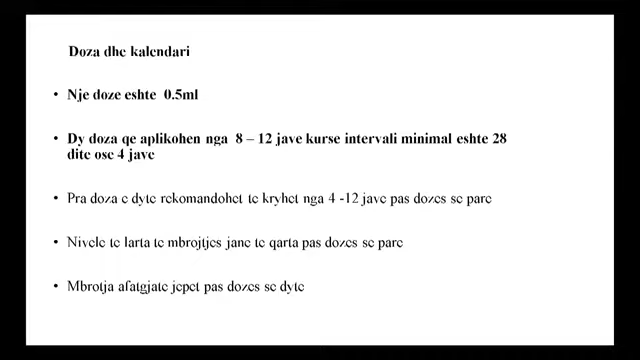 Doza dhe kalendari
• Nje doze eshte 0.5ml
• Dy doza qe aplikohen nga 8 – 12 jave kurse intervali minimal eshte 28
dite ose 4 jave
• Pra doza e dyte rekomandohet te kryhet nga 4 -12 jave pas dozes se pare
• Nivele te larta te mbrojtjes jane te qarta pas dozes se pare
• Mbrotja afatgjate jepet pas dozes se dyte